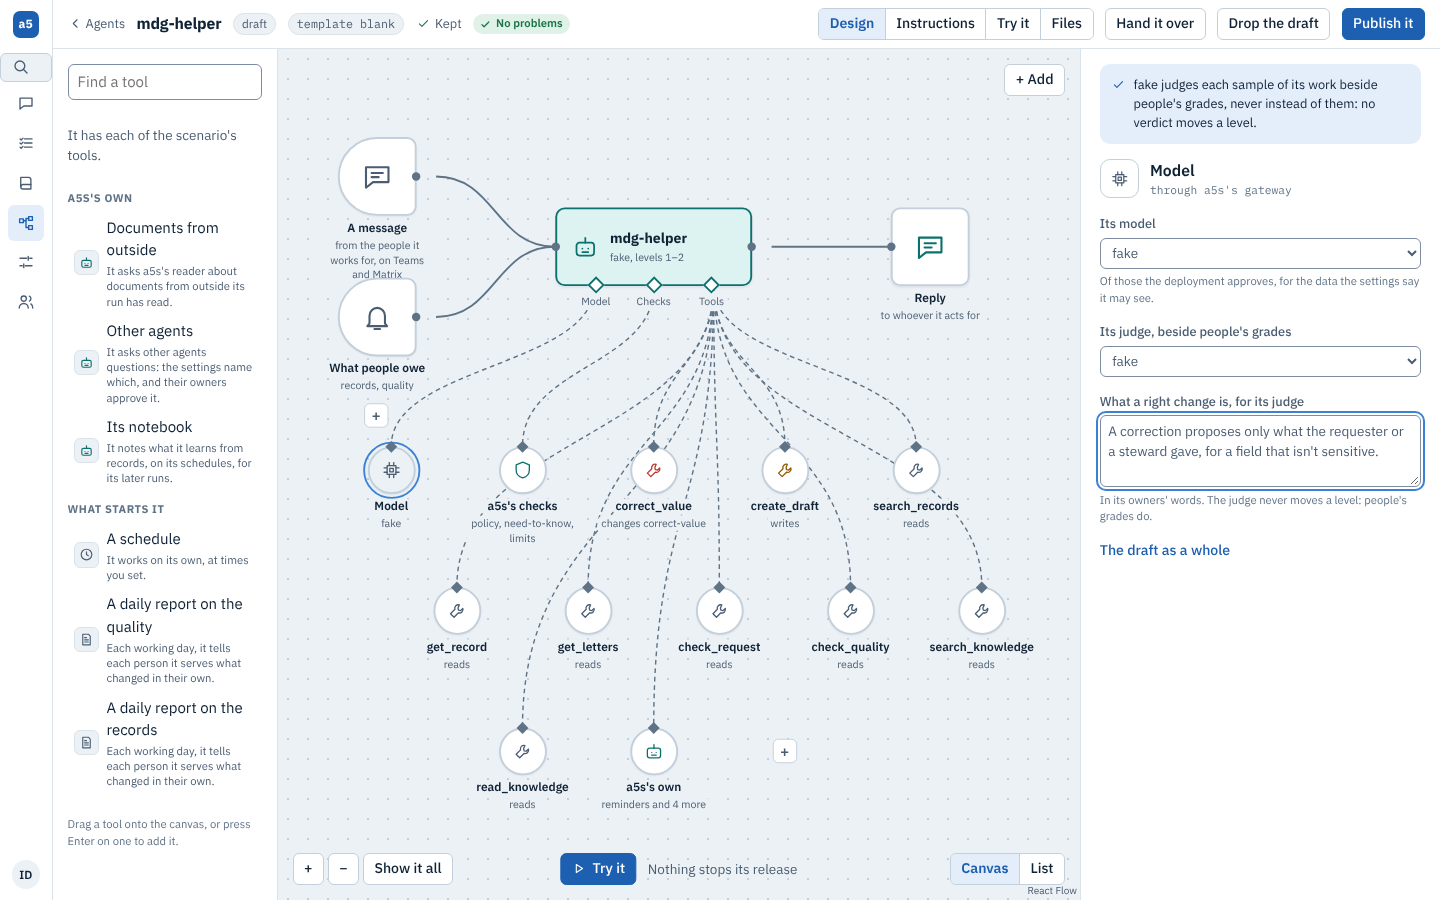 a5
Agents
mdg-helper
draft
template blank
Kept
No problems
Design
Instructions
Try it
Files
Hand it over
Drop the draft
Publish it
Find a tool
It has each of the scenario's
tools.
A5S'S OWN
Documents from
outside
It asks a5s's reader about
documents from outside its
run has read.
Other agents
It asks other agents
questions: the settings name
which, and their owners
approve it.
Its notebook
It notes what it learns from
records, on its schedules, for
its later runs.
WHAT STARTS IT
A schedule
It works on its own, at times
you set.
A daily report on the
quality
Each working day, it tells
each person it serves what
changed in their own.
A daily report on the
records
Each working day, it tells
each person it serves what
changed in their own.
Drag a tool onto the canvas, or press
Enter on one to add it.
ID
+ Add
A message
from the people it
works for, on Teams
and Matrix
What people owe
records, quality
+
mdg-helper
fake, levels 1–2
Model
Checks
Tools
Reply
to whoever it acts for
Model
fake
a5s's checks
policy, need-to-know,
limits
correct_value
changes correct-value
create_draft
writes
search_records
reads
get_record
reads
get_letters
reads
check_request
reads
check_quality
reads
search_knowledge
reads
read_knowledge
reads
a5s's own
reminders and 4 more
+
+
−
Show it all
Try it
Nothing stops its release
Canvas
List
React Flow
fake judges each sample of its work beside
people's grades, never instead of them: no
verdict moves a level.
Model
through a5s's gateway
Its model
fake
Of those the deployment approves, for the data the settings say
it may see.
Its judge, beside people's grades
fake
What a right change is, for its judge
A correction proposes only what the requester or
a steward gave, for a field that isn't sensitive.
In its owners' words. The judge never moves a level: people's
grades do.
The draft as a whole